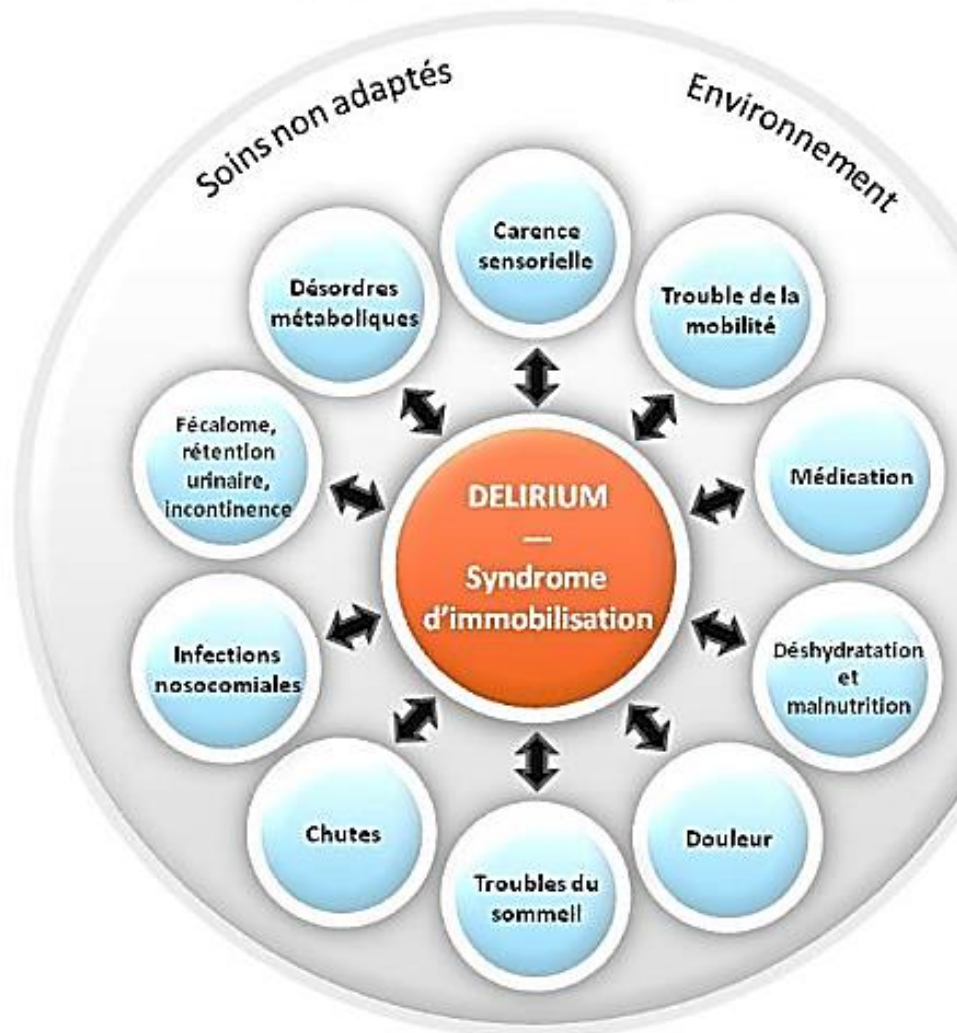 Soins non adaptés
Environnement
Carence
sensorielle
Trouble de la
mobilité
Médication
Déshydratation
et
malnutrition
Douleur
Troubles du
sommeil
Chutes
Infections
nosocomiales
Fécalome,
rétention
urinaire,
incontinence
Désordres
métaboliques
DELIRIUM
—
Syndrome
d'immobilisation